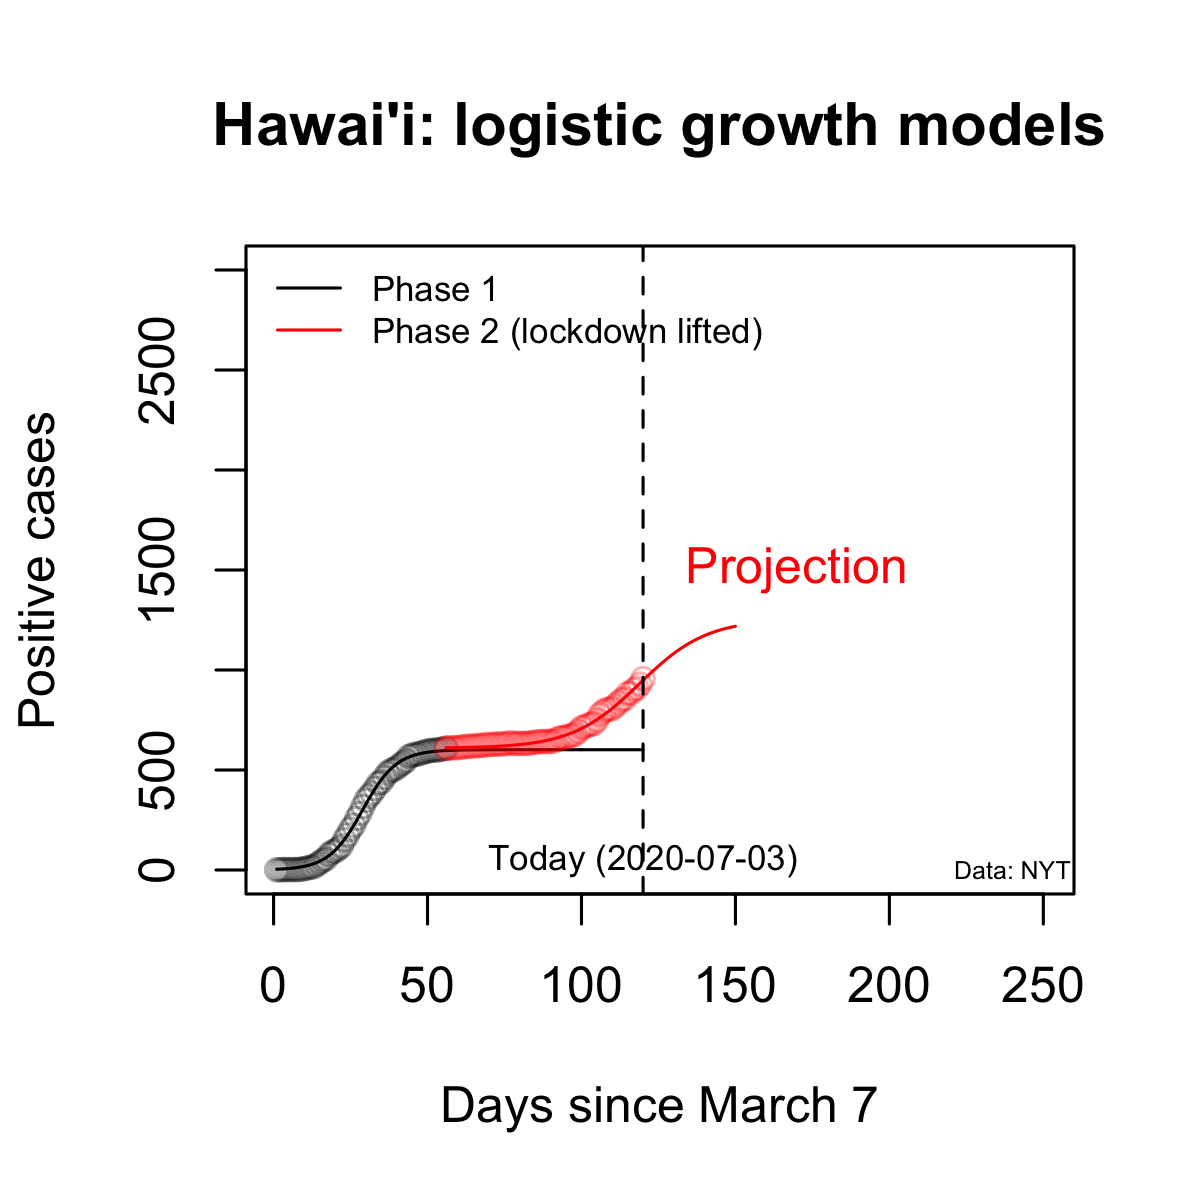 Hawai'i: logistic growth models
Phase 1
Phase 2 (lockdown lifted)
Projection
Today (2020-07-03)
Data: NYT
Positive cases
0
500
1500
2500
0 50 100 150 200 250
Days since March 7